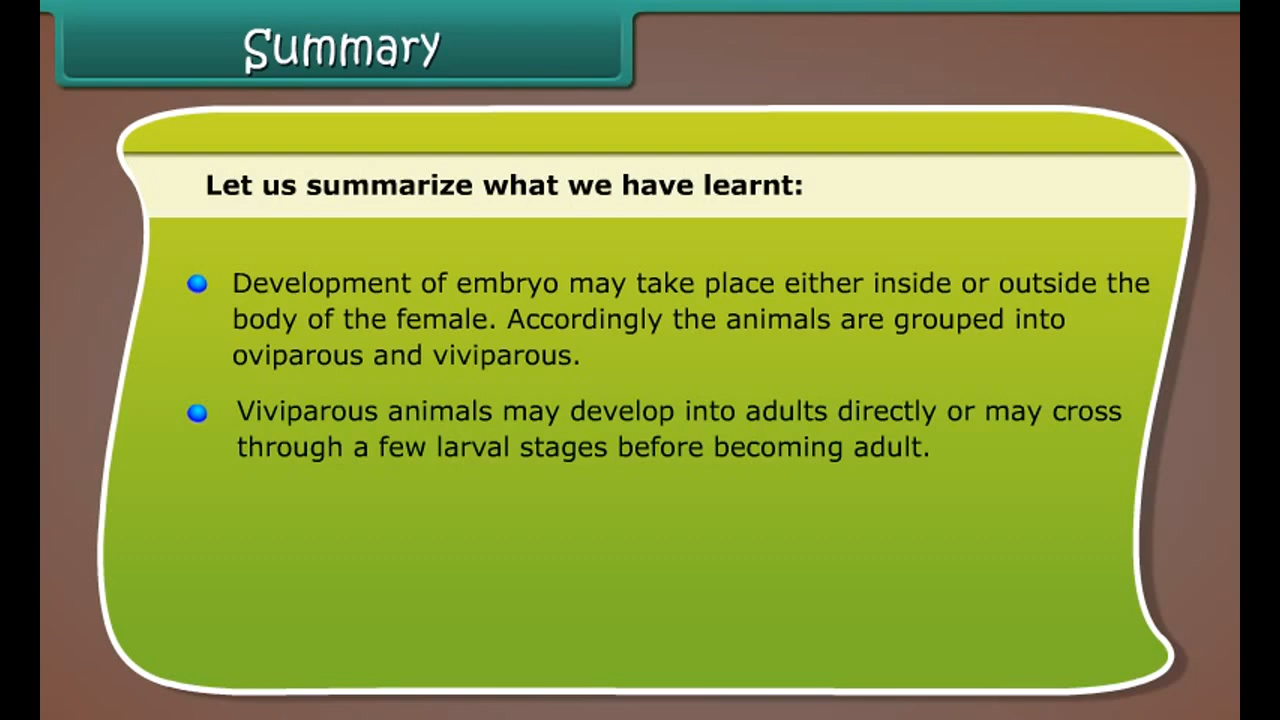 Summary
Let us summarize what we have learnt:
Development of embryo may take place either inside or outside the
body of the female. Accordingly the animals are grouped into
oviparous and viviparous.
Viviparous animals may develop into adults directly or may cross
through a few larval stages before becoming adult.